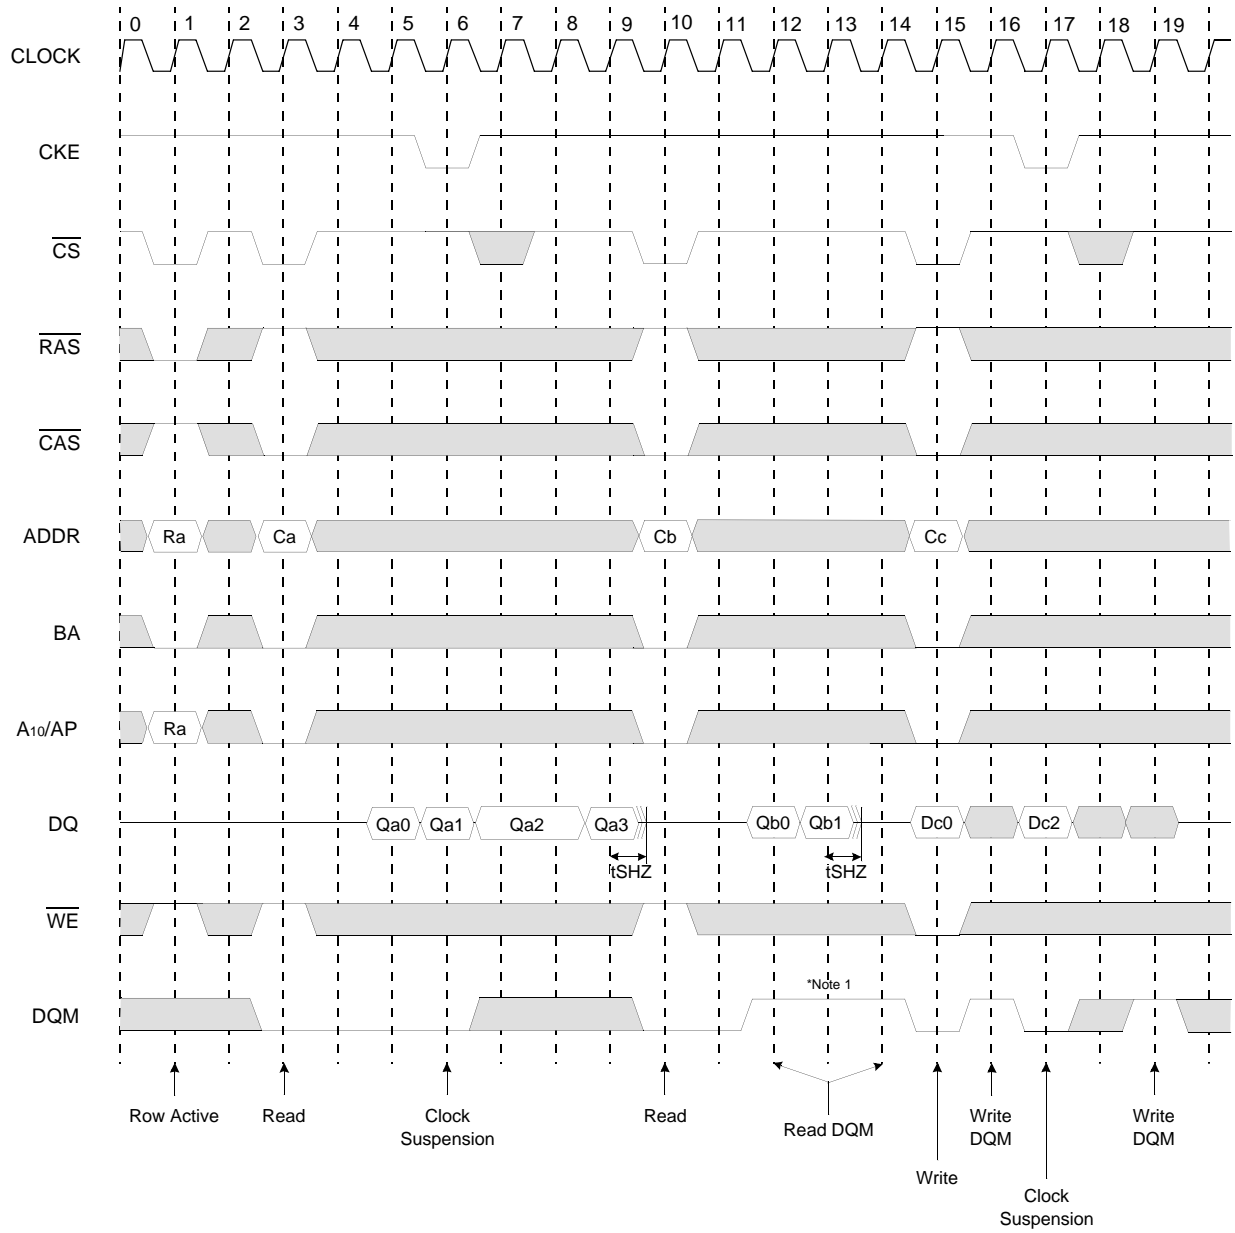 0 1 2 3 4 5 6 7 8 9 10 11 12 13 14 15 16 17 18 19
CLOCK
CKE
CS
RAS
CAS
ADDR Ra Ca Cb Cc
BA
A10/AP Ra
DQ Qa0 Qa1 Qa2 Qa3 Qb0 Qb1 Dc0 Dc2
tSHZ tSHZ
WE
*Note 1
DQM
Row Active Read Clock Suspension Read Read DQM Write DQM Write DQM
Write
Clock
Suspension